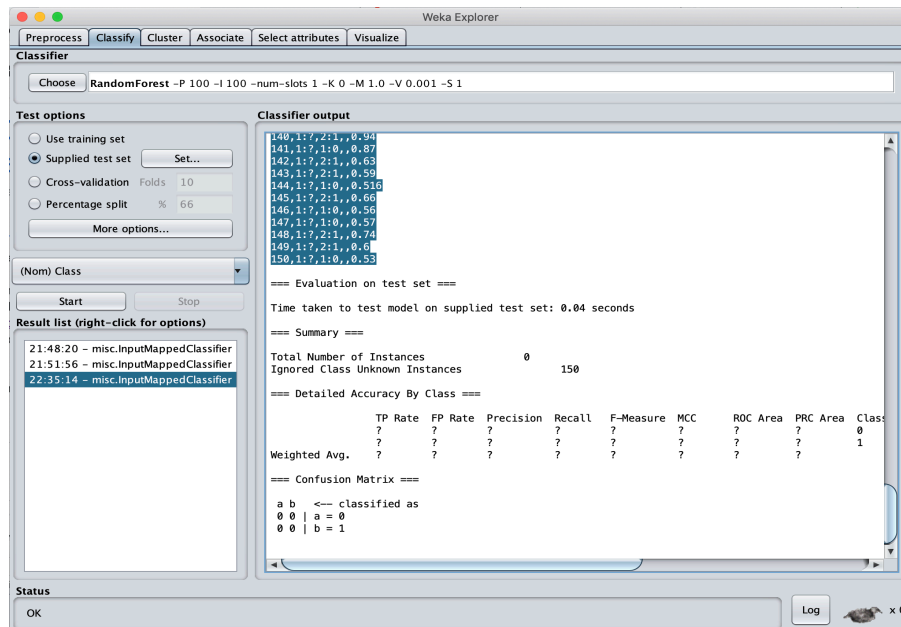 Weka Explorer
Preprocess Classify Cluster Associate Select attributes Visualize
Classifier
Choose RandomForest -P 100 -I 100 -num-slots 1 -K 0 -M 1.0 -V 0.001 -S 1
Test options
Use training set
Supplied test set Set...
Cross-validation Folds 10
Percentage split % 66
More options...
(Nom) Class
Start Stop
Result list (right-click for options)
21:48:20 - misc.InputMappedClassifier
21:51:56 - misc.InputMappedClassifier
22:35:14 - misc.InputMappedClassifier
Classifier output
140,1:?,2:1,,0.94
141,1:?,1:0,,0.87
142,1:?,2:1,,0.63
143,1:?,2:1,,0.59
144,1:?,1:0,,0.516
145,1:?,2:1,,0.66
146,1:?,1:0,,0.56
147,1:?,1:0,,0.57
148,1:?,2:1,,0.74
149,1:?,2:1,,0.6
150,1:?,1:0,,0.53
=== Evaluation on test set ===
Time taken to test model on supplied test set: 0.04 seconds
=== Summary ===
Total Number of Instances 0
Ignored Class Unknown Instances 150
=== Detailed Accuracy By Class ===
TP Rate FP Rate Precision Recall F-Measure MCC ROC Area PRC Area Class
? ? ? ? ? ? ? ? 0
? ? ? ? ? ? ? ? 1
Weighted Avg. ? ? ? ? ? ? ? ?
=== Confusion Matrix ===
a b <-- classified as
0 0 | a = 0
0 0 | b = 1
Status
OK
Log x 0